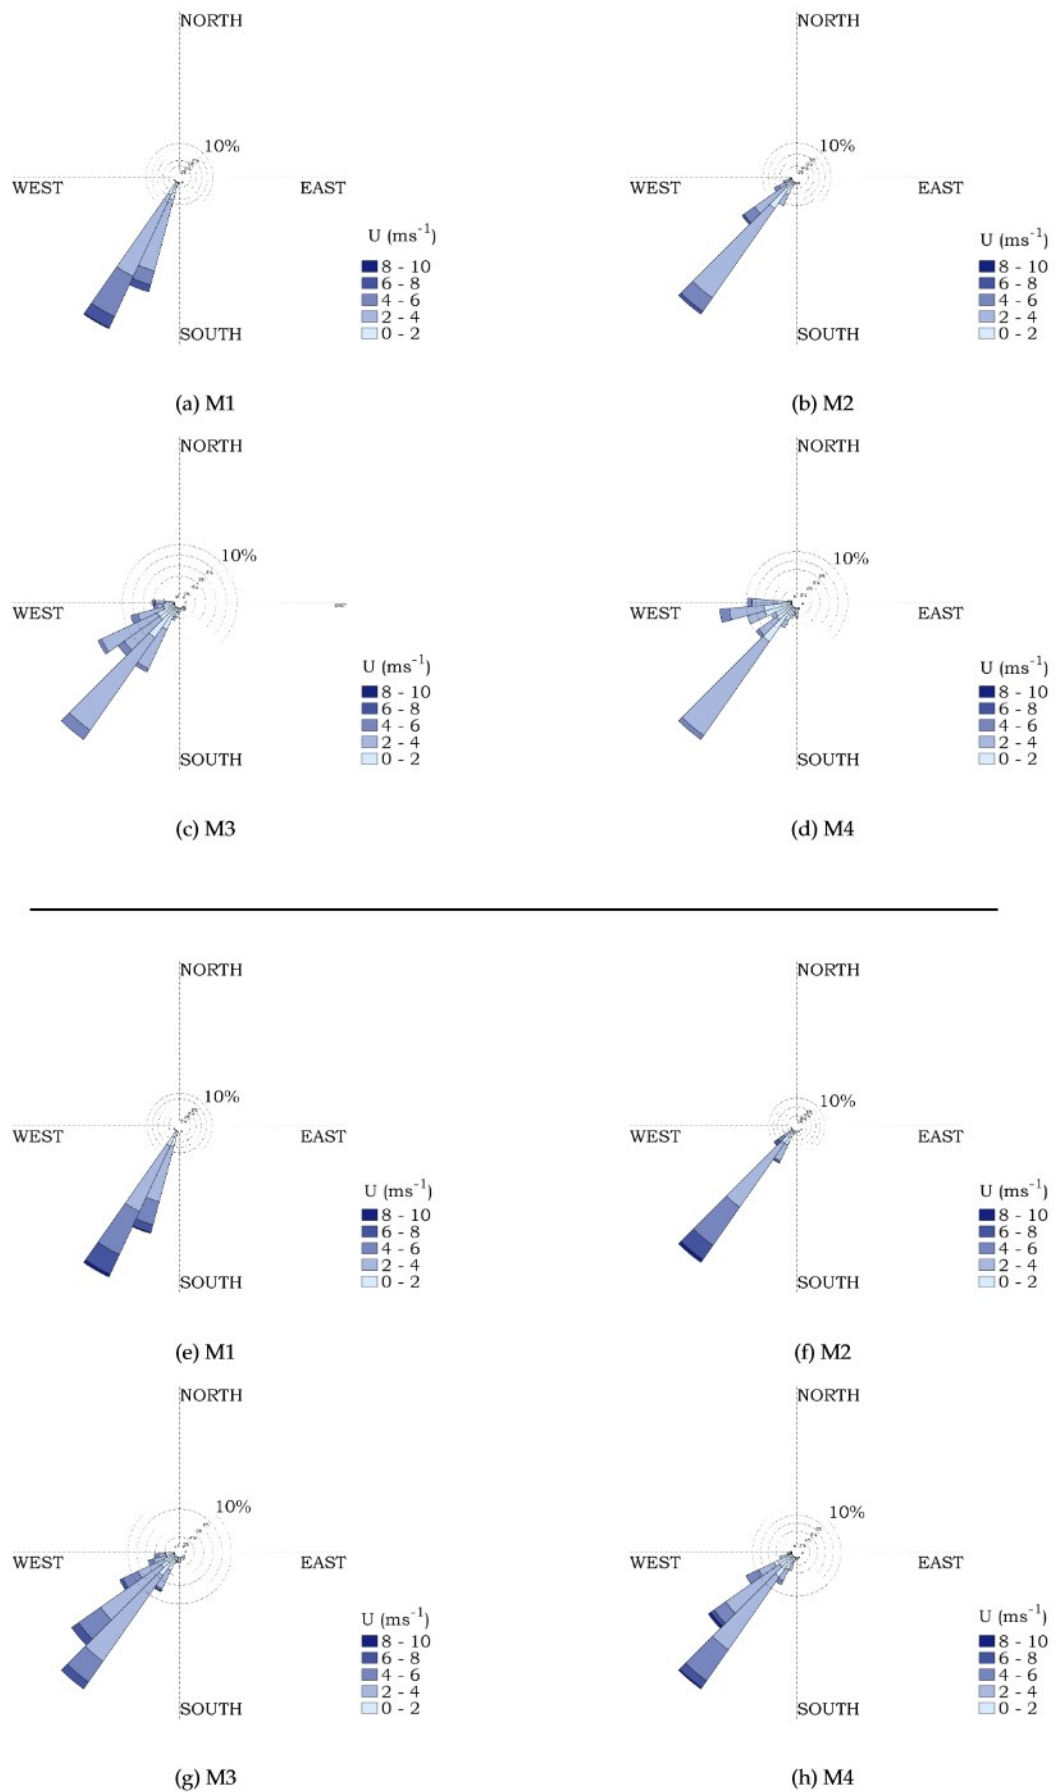 NORTH
10%
WEST
EAST
U (ms-1)
8 - 10
6 - 8
4 - 6
2 - 4
0 - 2
SOUTH
(a) M1
NORTH
10%
WEST
EAST
U (ms-1)
8 - 10
6 - 8
4 - 6
2 - 4
0 - 2
SOUTH
(b) M2
NORTH
10%
WEST
EAST
U (ms-1)
8 - 10
6 - 8
4 - 6
2 - 4
0 - 2
SOUTH
(c) M3
NORTH
10%
WEST
EAST
U (ms-1)
8 - 10
6 - 8
4 - 6
2 - 4
0 - 2
SOUTH
(d) M4
NORTH
10%
WEST
EAST
U (ms-1)
8 - 10
6 - 8
4 - 6
2 - 4
0 - 2
SOUTH
(e) M1
NORTH
10%
WEST
EAST
U (ms-1)
8 - 10
6 - 8
4 - 6
2 - 4
0 - 2
SOUTH
(f) M2
NORTH
10%
WEST
EAST
U (ms-1)
8 - 10
6 - 8
4 - 6
2 - 4
0 - 2
SOUTH
(g) M3
NORTH
10%
WEST
EAST
U (ms-1)
8 - 10
6 - 8
4 - 6
2 - 4
0 - 2
SOUTH
(h) M4